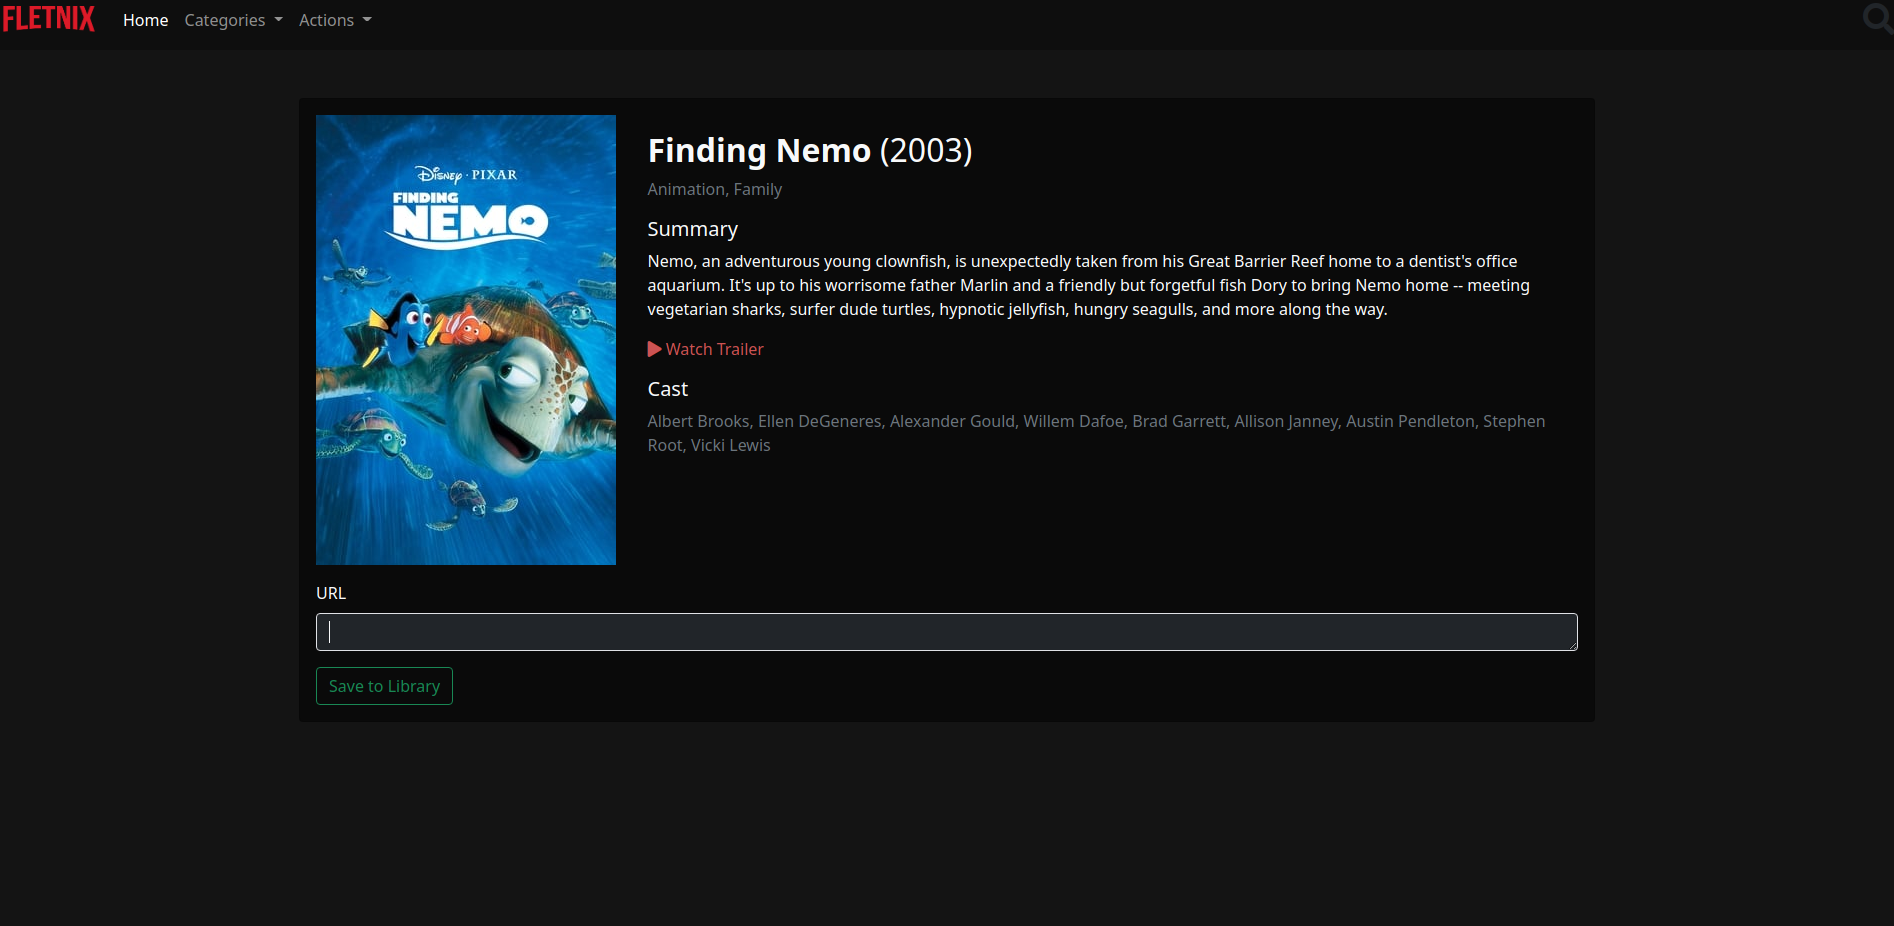 FLETNIX Home Categories Actions
DISNEY · PIXAR
FINDING
NEMO
Finding Nemo (2003)
Animation, Family
Summary
Nemo, an adventurous young clownfish, is unexpectedly taken from his Great Barrier Reef home to a dentist's office
aquarium. It's up to his worrisome father Marlin and a friendly but forgetful fish Dory to bring Nemo home -- meeting
vegetarian sharks, surfer dude turtles, hypnotic jellyfish, hungry seagulls, and more along the way.
Watch Trailer
Cast
Albert Brooks, Ellen DeGeneres, Alexander Gould, Willem Dafoe, Brad Garrett, Allison Janney, Austin Pendleton, Stephen
Root, Vicki Lewis
URL
Save to Library